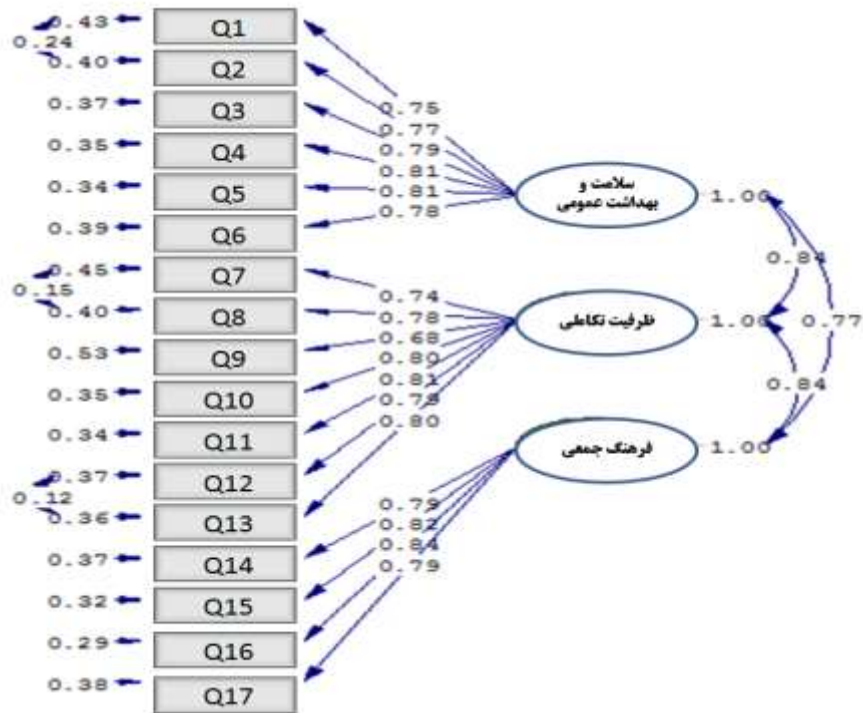 0.43
Q1
0.24
0.40
Q2
0.37
Q3
0.35
Q4
0.34
Q5
0.39
Q6
0.45
Q7
0.15
0.40
Q8
0.53
Q9
0.35
Q10
0.34
Q11
0.37
Q12
0.12
0.36
Q13
0.37
Q14
0.32
Q15
0.29
Q16
0.38
Q17
0.75
0.77
0.79
0.81
0.81
0.78
0.74
0.78
0.68
0.80
0.81
0.79
0.80
0.79
0.82
0.84
0.79
سلامت و
بهداشت عمومی
1.00
ظرفیت تکاملی
1.00
فرهنگ جمعی
1.00
0.84
0.77
0.84